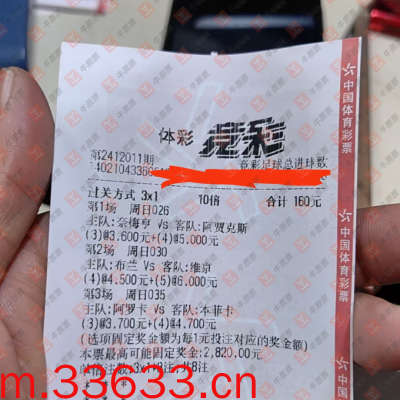 体彩 竞彩
第2412011期 竞彩足球总进球数
过关方式 3x1 10倍 合计 160元
第1场 周日026
主队:奈梅亨 Vs 客队:阿贾克斯
(3)@3.600元+(4)@5.000元
第2场 周日030
主队:布兰 Vs 客队:维京
(4)@4.500元+(5)@6.000元
第3场 周日035
主队:阿罗卡 Vs 客队:本菲卡
(3)@3.700元+(4)@4.700元
(选项固定奖金额为每1元投注对应的奖金额)
本票最高可能固定奖金:2,820.00元
中国体育彩票
中国体育彩票
m.33633.cn